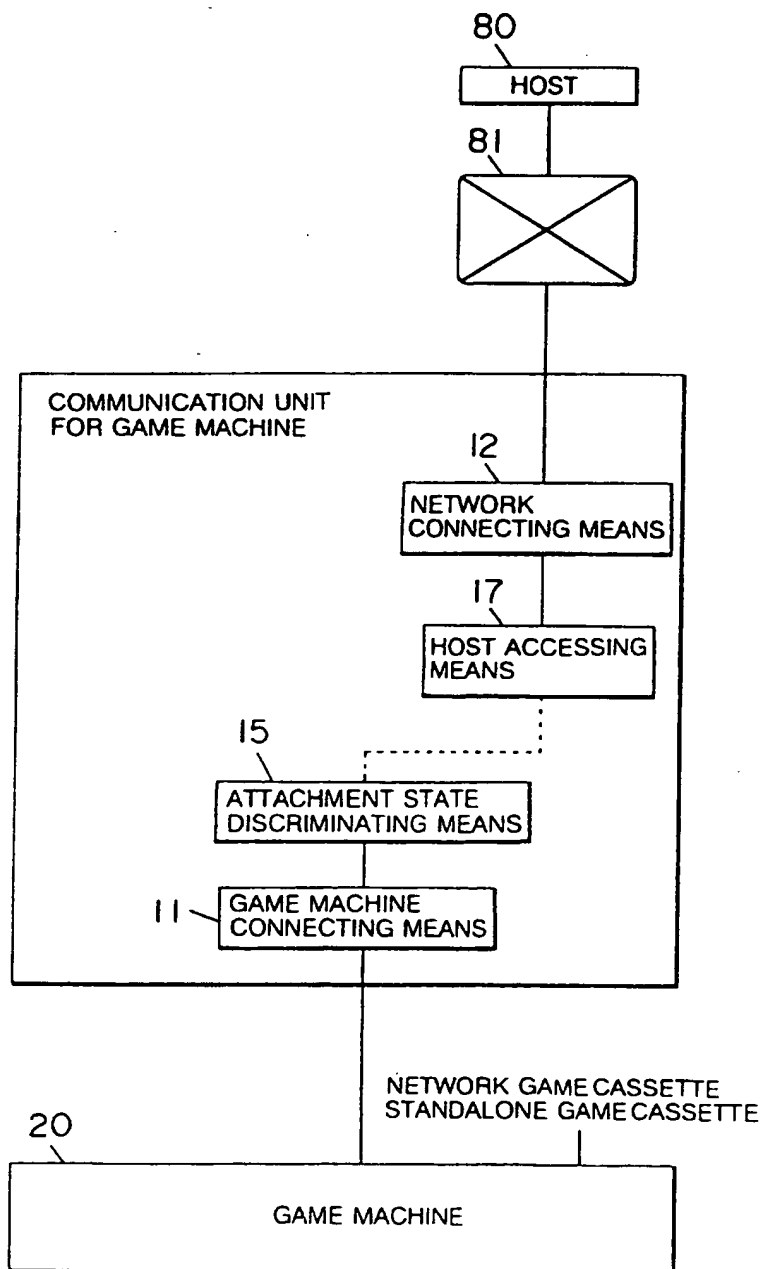 80
HOST
81
COMMUNICATION UNIT
FOR GAME MACHINE
12
NETWORK
CONNECTING MEANS
17
HOST ACCESSING
MEANS
15
ATTACHMENT STATE
DISCRIMINATING MEANS
11
GAME MACHINE
CONNECTING MEANS
NETWORK GAME CASSETTE
STANDALONE GAME CASSETTE
20
GAME MACHINE